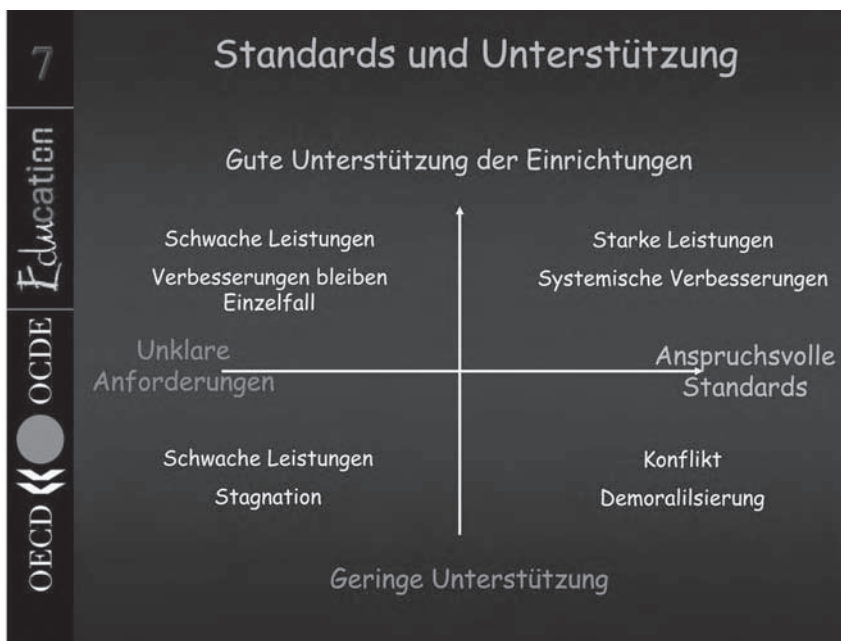 7
Standards und Unterstützung
Education
OECD OCDE
Gute Unterstützung der Einrichtungen
Schwache Leistungen
Verbesserungen bleiben
Einzelfall
Starke Leistungen
Systemische Verbesserungen
Unklare
Anforderungen
Anspruchsvolle
Standards
Schwache Leistungen
Stagnation
Konflikt
Demoralilsierung
Geringe Unterstützung